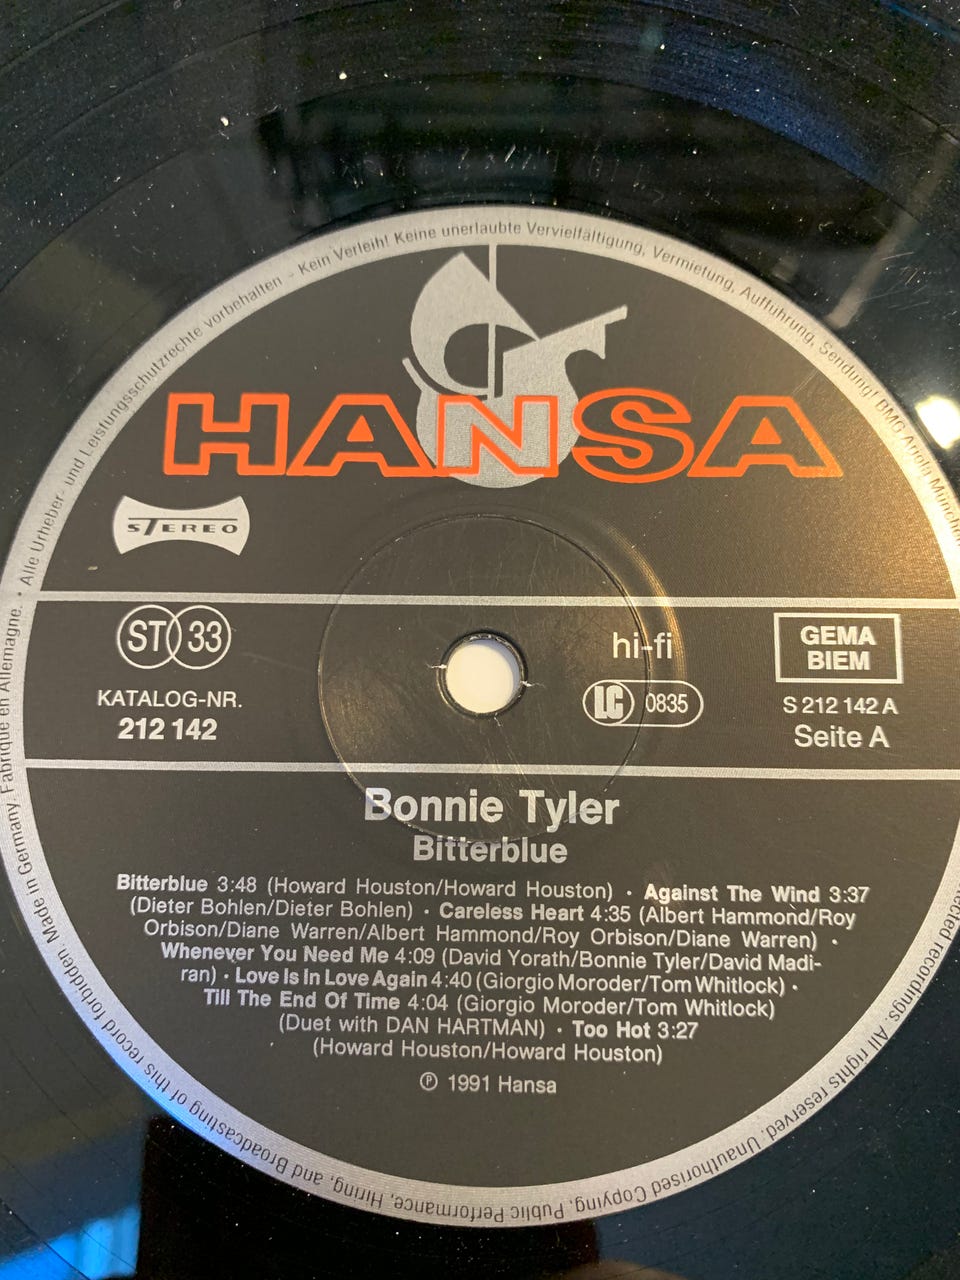 Alle Urheber- und Leistungsschutzrechte vorbehalten - Kein Verleih! Keine unerlaubte Vervielfältigung, Vermietung, Aufführung, Sendung! BMG Ariola München
HANSA
STEREO
ST 33
hi-fi
GEMA
BIEM
LC 0835
KATALOG-NR.
212 142
S 212 142 A
Seite A
Bonnie Tyler
Bitterblue
Bitterblue 3:48 (Howard Houston/Howard Houston) · Against The Wind 3:37
(Dieter Bohlen/Dieter Bohlen) · Careless Heart 4:35 (Albert Hammond/Roy
Orbison/Diane Warren/Albert Hammond/Roy Orbison/Diane Warren) ·
Whenever You Need Me 4:09 (David Yorath/Bonnie Tyler/David Madi-
ran) · Love Is In Love Again 4:40 (Giorgio Moroder/Tom Whitlock) ·
Till The End Of Time 4:04 (Giorgio Moroder/Tom Whitlock)
(Duet with DAN HARTMAN) · Too Hot 3:27
(Howard Houston/Howard Houston)
℗ 1991 Hansa
recordings. All rights reserved. Unauthorised Copying, Public Performance, Hiring, and Broadcasting of this record forbidden. Made in Germany. Fabriqué en Allemagne. ·